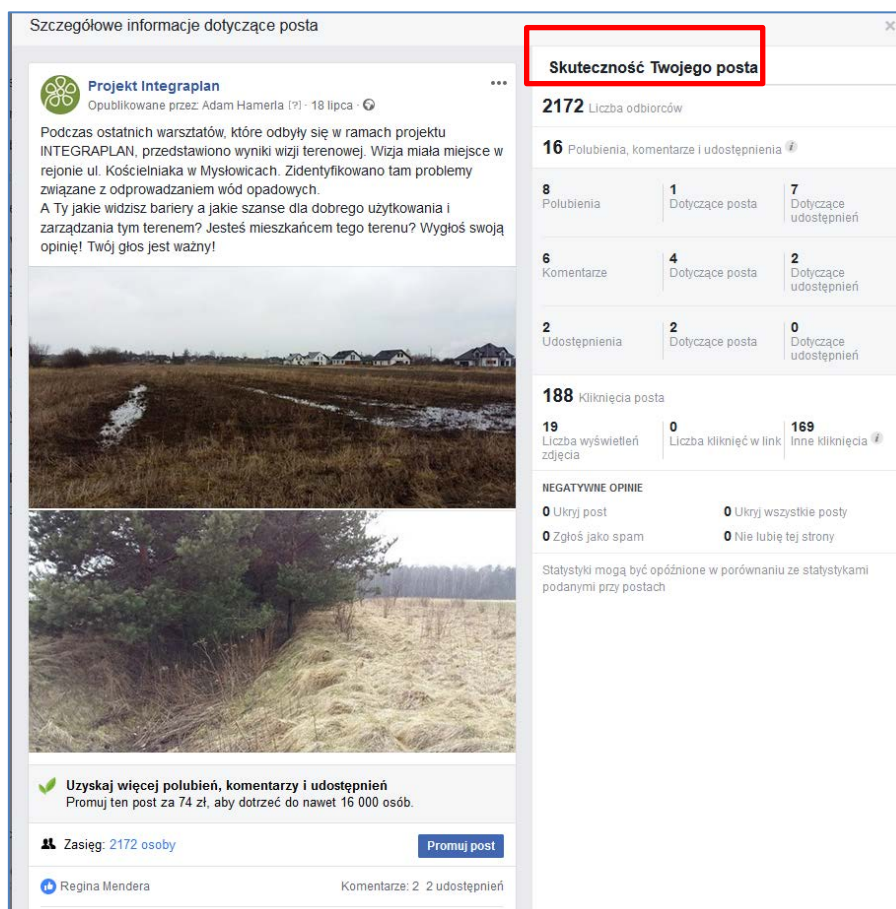 Szczegółowe informacje dotyczące posta
Projekt Integraplan
Opublikowane przez: Adam Hamerla [?] · 18 lipca ·
Podczas ostatnich warsztatów, które odbyły się w ramach projektu
INTEGRAPLAN, przedstawiono wyniki wizji terenowej. Wizja miała miejsce w
rejonie ul. Kościelniaka w Mysłowicach. Zidentyfikowano tam problemy
związane z odprowadzaniem wód opadowych.
A Ty jakie widzisz bariery a jakie szanse dla dobrego użytkowania i
zarządzania tym terenem? Jesteś mieszkańcem tego terenu? Wygłoś swoją
opinię! Twój głos jest ważny!
Uzyskaj więcej polubień, komentarzy i udostępnień
Promuj ten post za 74 zł, aby dotrzeć do nawet 16 000 osób.
Zasięg: 2172 osoby
Promuj post
Regina Mendera
Komentarze: 2 2 udostępnień
Skuteczność Twojego posta
2172 Liczba odbiorców
16 Polubienia, komentarze i udostępnienia
8
Polubienia
1
Dotyczące posta
7
Dotyczące
udostępnień
6
Komentarze
4
Dotyczące posta
2
Dotyczące
udostępnień
2
Udostępnienia
2
Dotyczące posta
0
Dotyczące
udostępnień
188 Kliknięcia posta
19
Liczba wyświetleń
zdjęcia
0
Liczba kliknięć w link
169
Inne kliknięcia
NEGATYWNE OPINIE
0 Ukryj post
0 Ukryj wszystkie posty
0 Zgłoś jako spam
0 Nie lubię tej strony
Statystyki mogą być opóźnione w porównaniu ze statystykami
podanymi przy postach